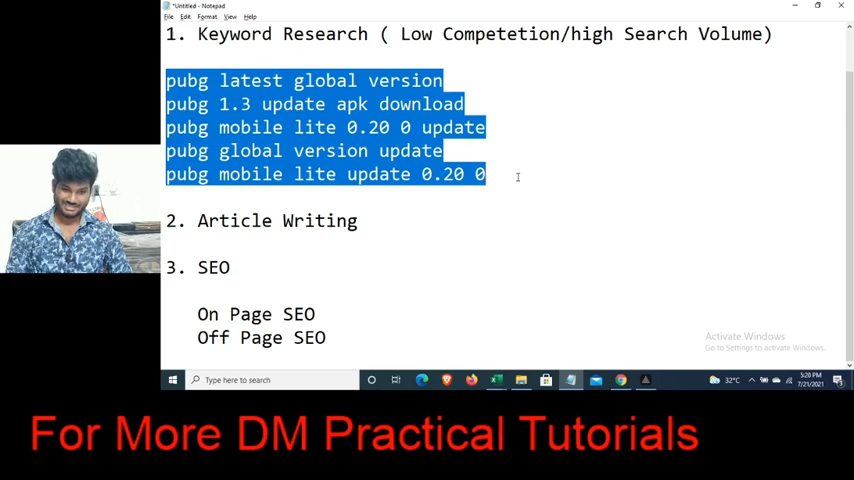 *Untitled - Notepad
File Edit Format View Help
1. Keyword Research ( Low Competetion/high Search Volume)
pubg latest global version
pubg 1.3 update apk download
pubg mobile lite 0.20 0 update
pubg global version update
pubg mobile lite update 0.20 0
2. Article Writing
3. SEO
On Page SEO
Off Page SEO
Activate Windows
Go to Settings to activate Windows.
Type here to search
32°C
5:20 PM
7/21/2021
For More DM Practical Tutorials